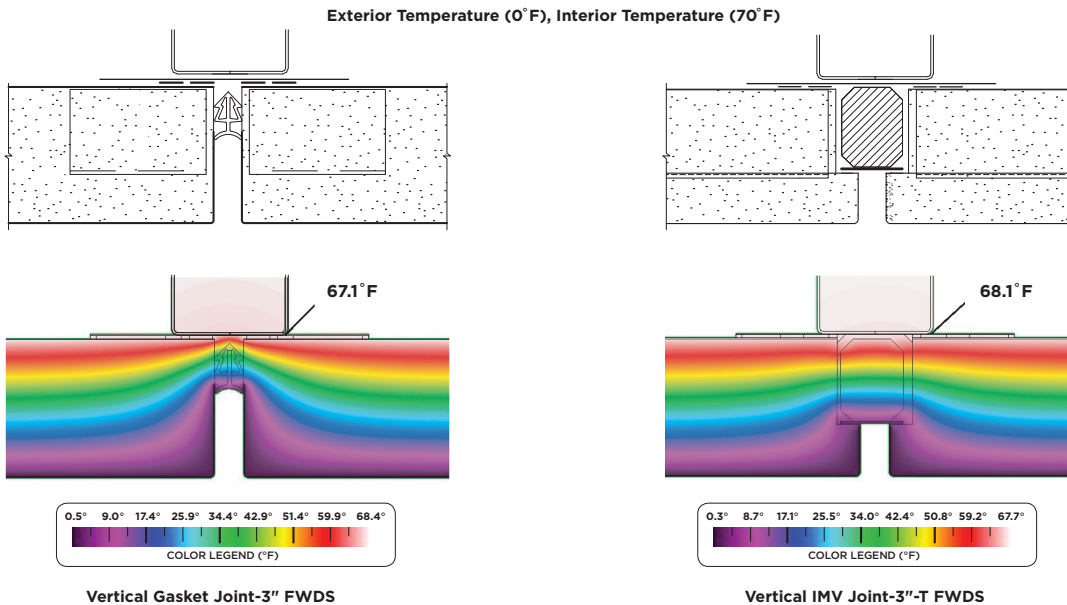 Exterior Temperature (0°F), Interior Temperature (70°F)
67.1°F
68.1°F
0.5° 9.0° 17.4° 25.9° 34.4° 42.9° 51.4° 59.9° 68.4°
COLOR LEGEND (°F)
0.3° 8.7° 17.1° 25.5° 34.0° 42.4° 50.8° 59.2° 67.7°
COLOR LEGEND (°F)
Vertical Gasket Joint-3" FWDS
Vertical IMV Joint-3"-T FWDS